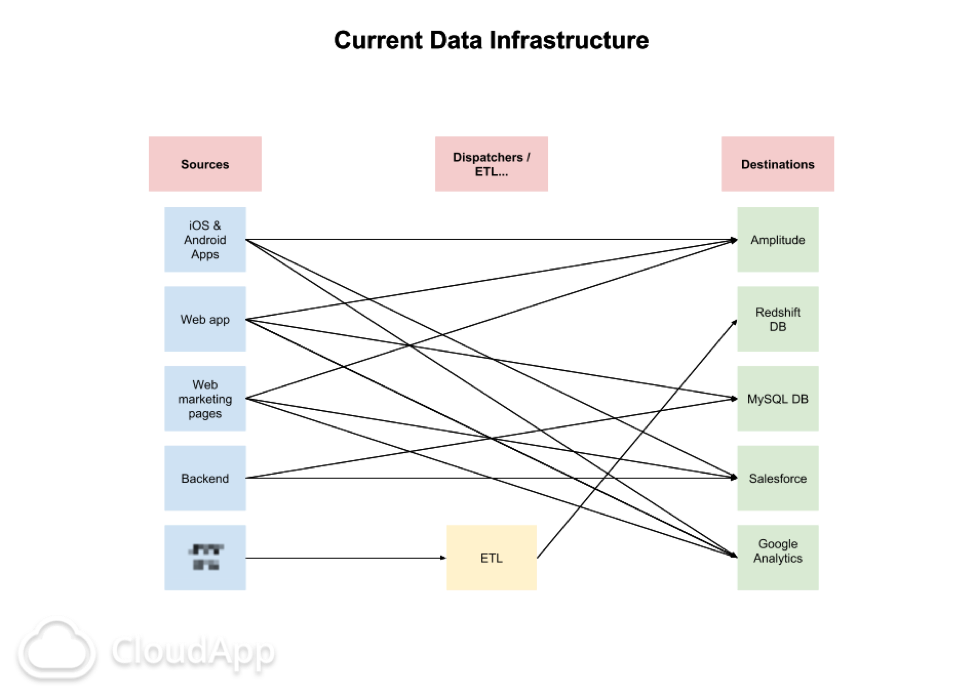 Current Data Infrastructure
Sources
Dispatchers /
ETL...
Destinations
iOS &
Android
Apps
Amplitude
Web app
Redshift
DB
Web
marketing
pages
MySQL DB
Backend
Salesforce
ETL
Google
Analytics
CloudApp